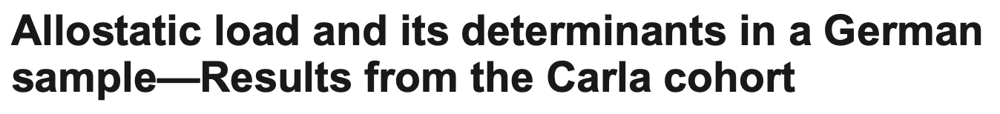 Allostatic load and its determinants in a German
sample—Results from the Carla cohort